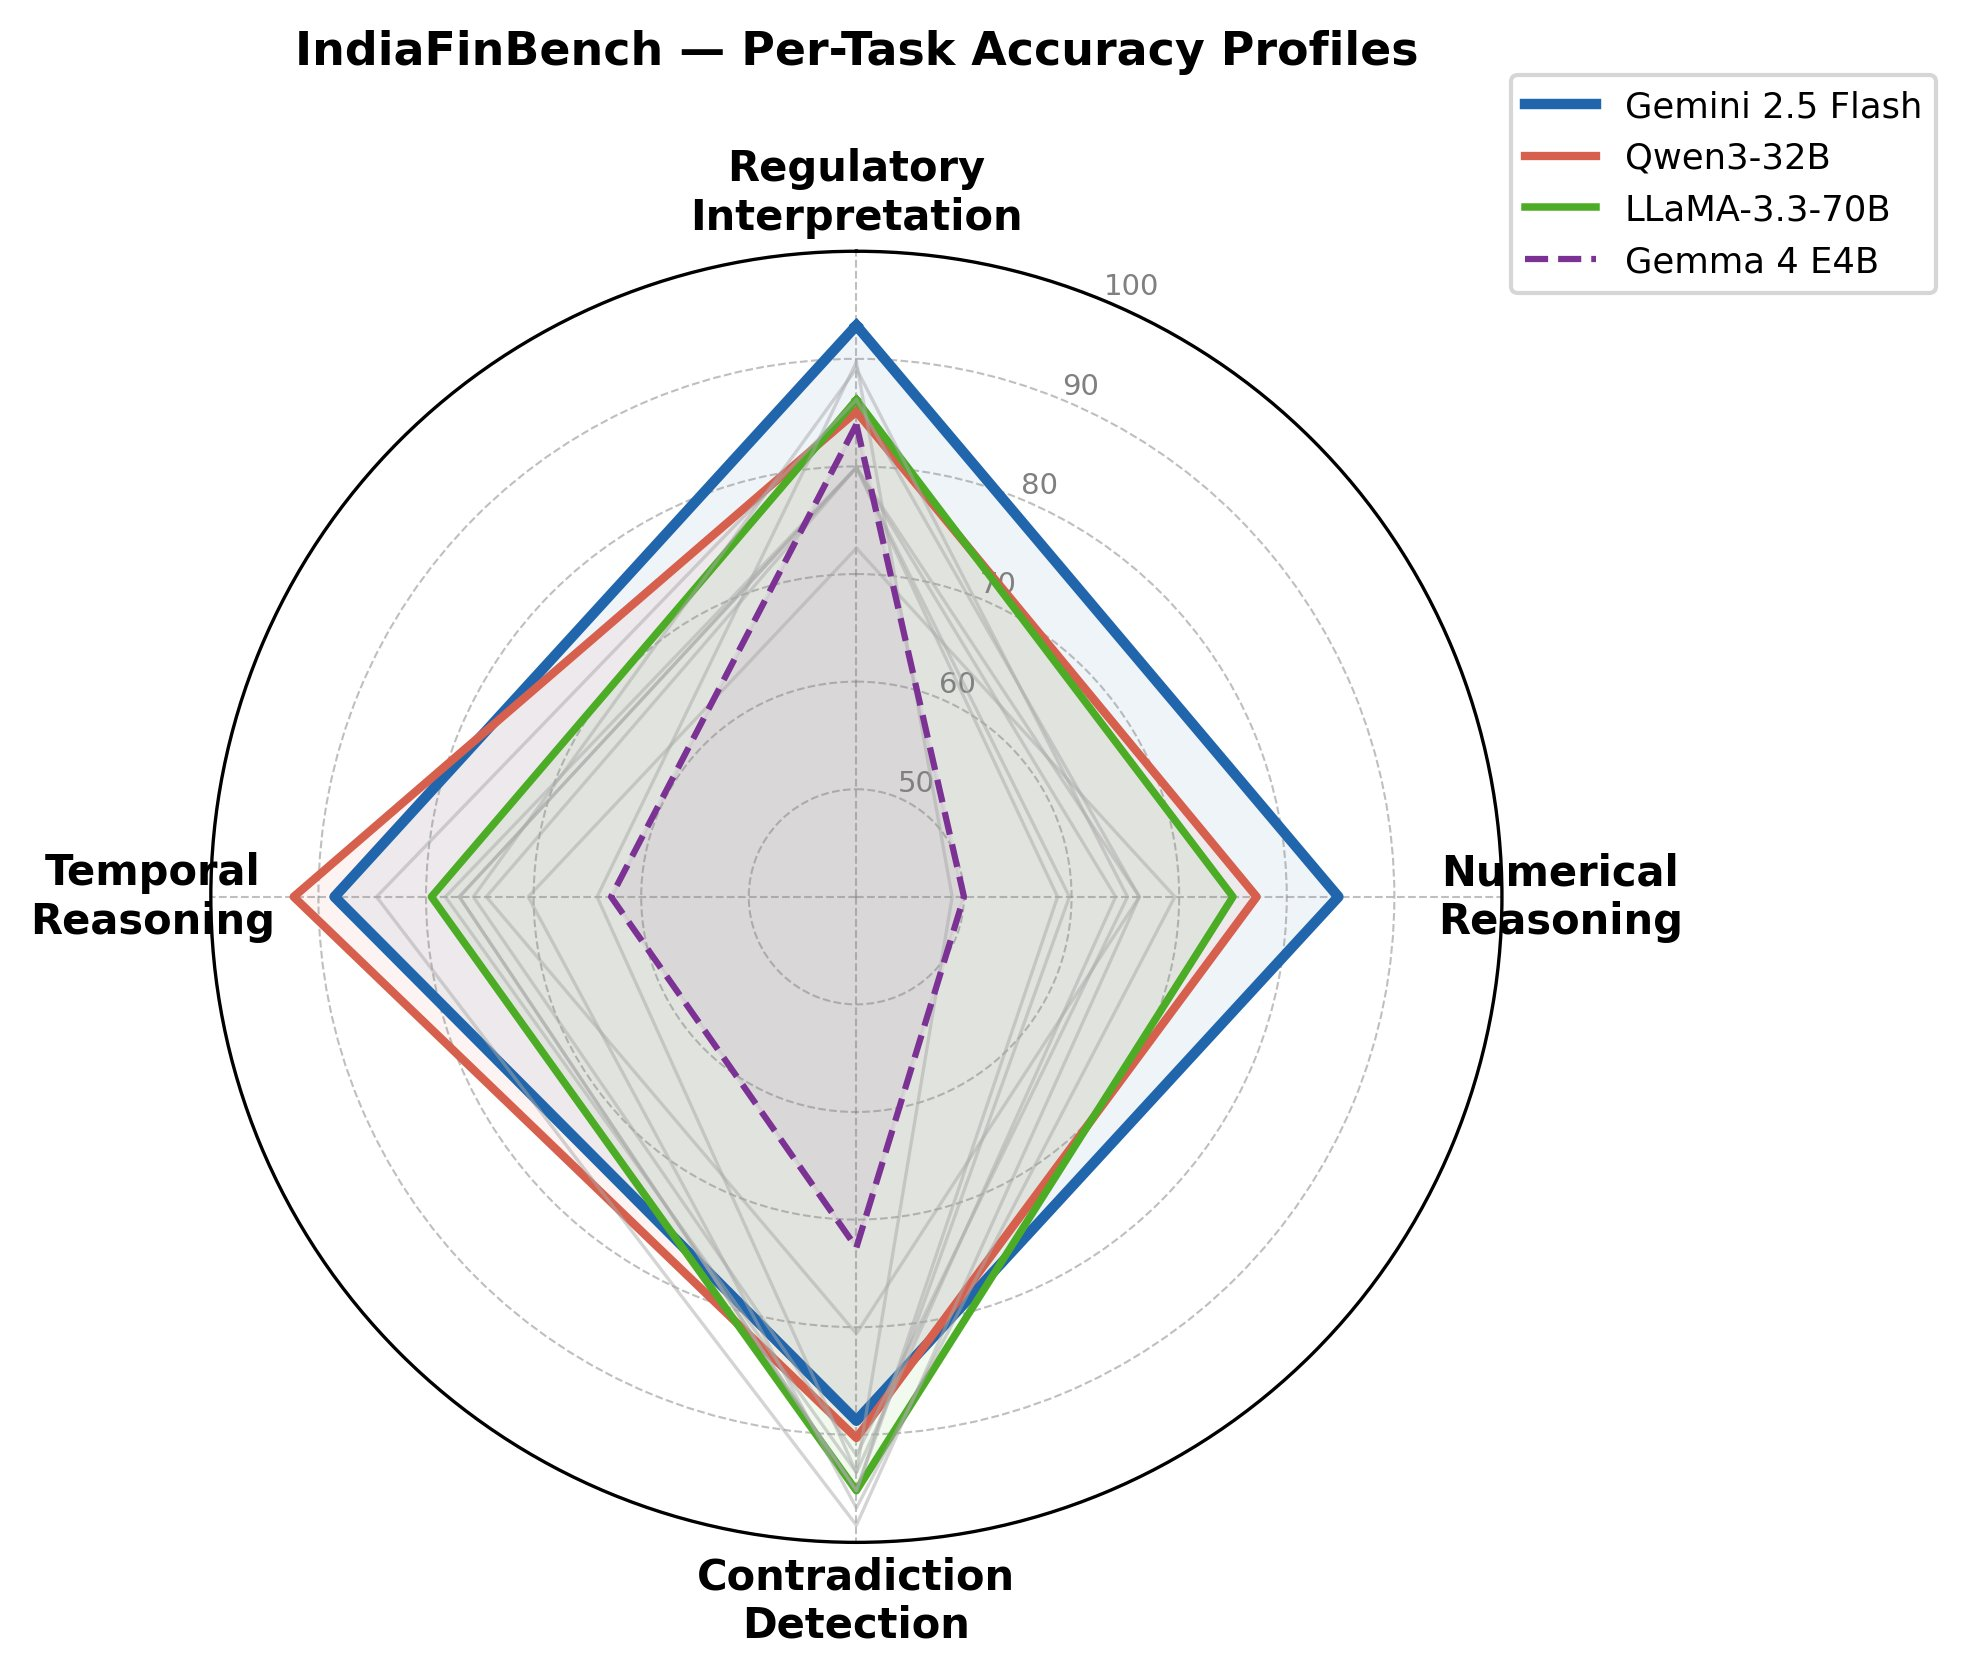 IndiaFinBench — Per-Task Accuracy Profiles
Gemini 2.5 Flash
Qwen3-32B
LLaMA-3.3-70B
Gemma 4 E4B
Regulatory
Interpretation
100
90
80
70
60
50
Temporal
Reasoning
Numerical
Reasoning
Contradiction
Detection